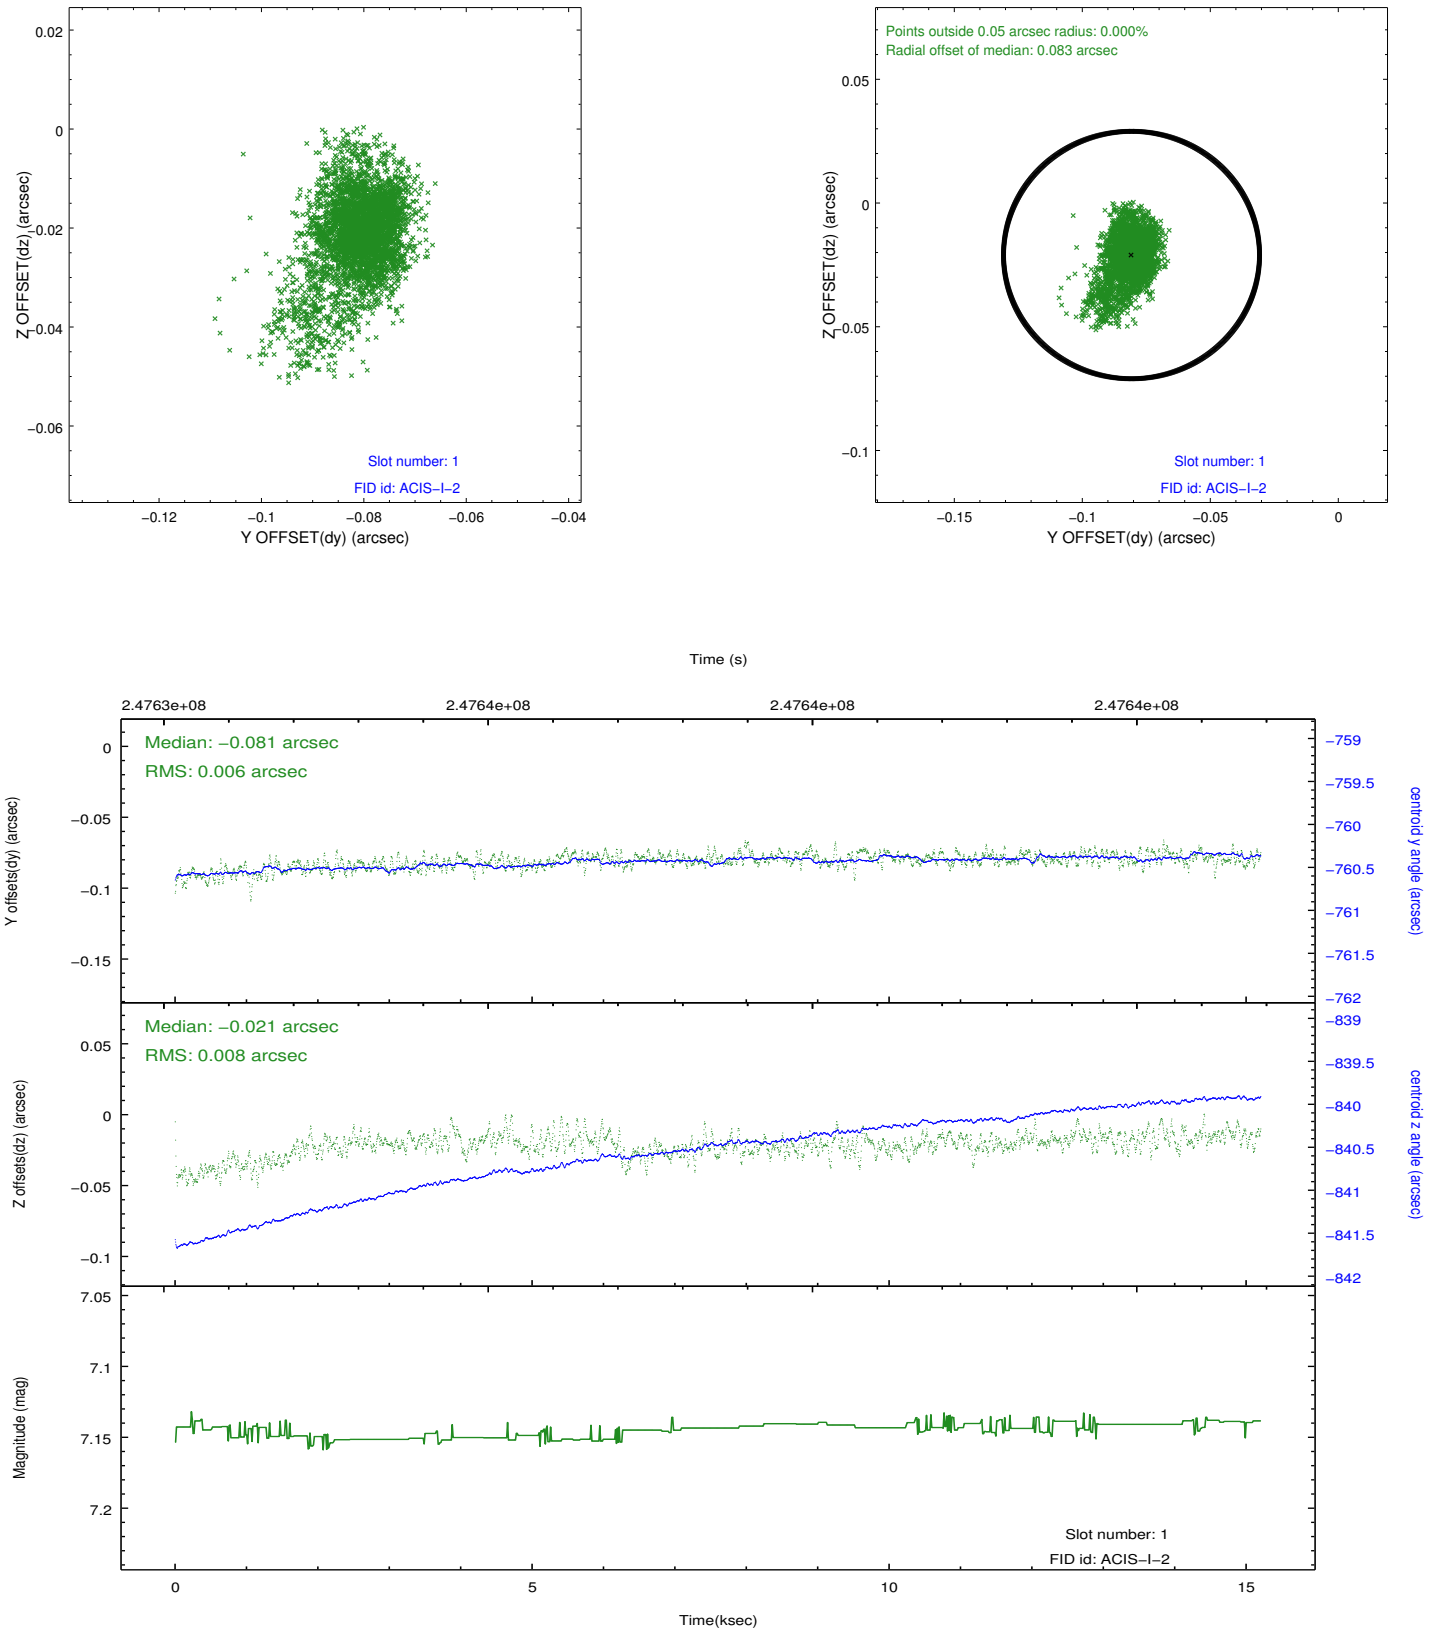 0.02
0
−0.02
−0.04
−0.06
Z OFFSET(dz) (arcsec)
Slot number: 1
FID id: ACIS−I−2
−0.12
−0.1
−0.08
−0.06
−0.04
Y OFFSET(dy) (arcsec)
Points outside 0.05 arcsec radius: 0.000%
Radial offset of median: 0.083 arcsec
0.05
0
−0.05
−0.1
Z OFFSET(dz) (arcsec)
Slot number: 1
FID id: ACIS−I−2
−0.15
−0.1
−0.05
0
Y OFFSET(dy) (arcsec)
Time (s)
2.4763e+08
2.4764e+08
2.4764e+08
2.4764e+08
Median: −0.081 arcsec
RMS: 0.006 arcsec
0
−0.05
−0.1
−0.15
Y offsets(dy) (arcsec)
−759
−759.5
−760
−760.5
−761
−761.5
−762
centroid y angle (arcsec)
Median: −0.021 arcsec
RMS: 0.008 arcsec
0.05
0
−0.05
−0.1
Z offsets(dz) (arcsec)
−839
−839.5
−840
−840.5
−841
−841.5
−842
centroid z angle (arcsec)
7.05
7.1
7.15
7.2
Magnitude (mag)
Slot number: 1
FID id: ACIS−I−2
0
5
10
15
Time(ksec)